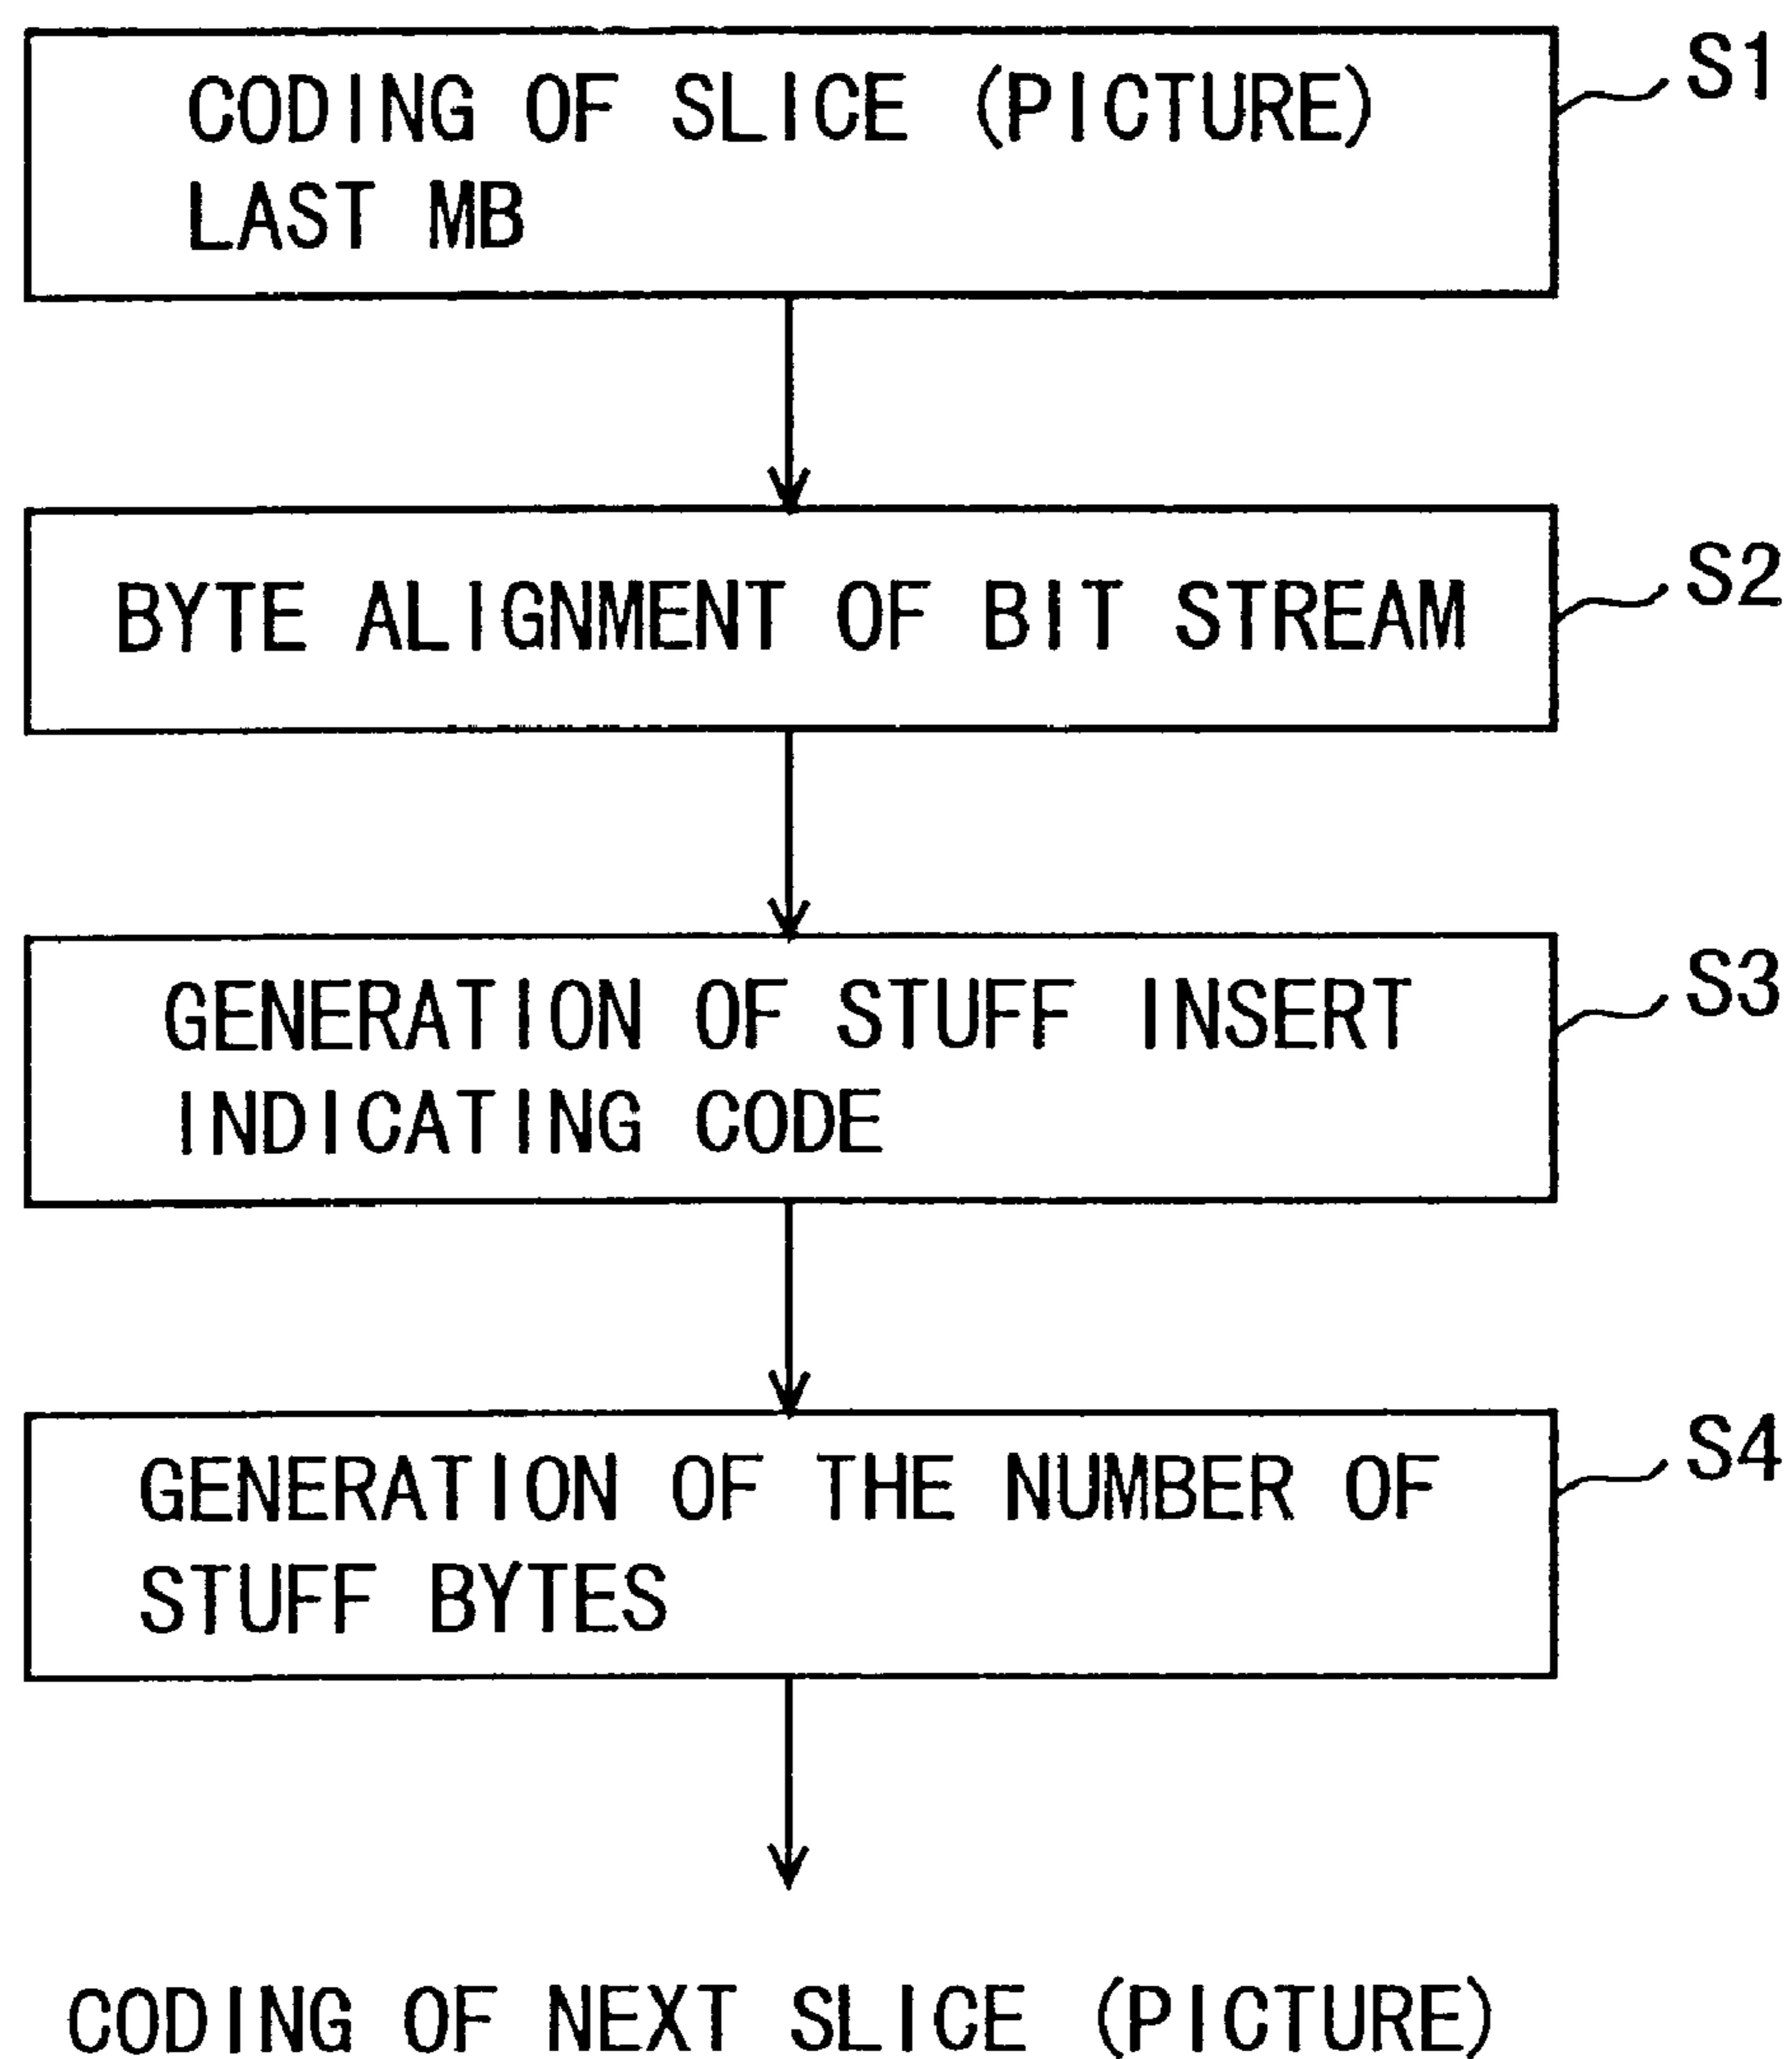 CODING OF SLICE (PICTURE)
LAST MB
S1
BYTE ALIGNMENT OF BIT STREAM
S2
GENERATION OF STUFF INSERT
INDICATING CODE
S3
GENERATION OF THE NUMBER OF
STUFF BYTES
S4
CODING OF NEXT SLICE (PICTURE)